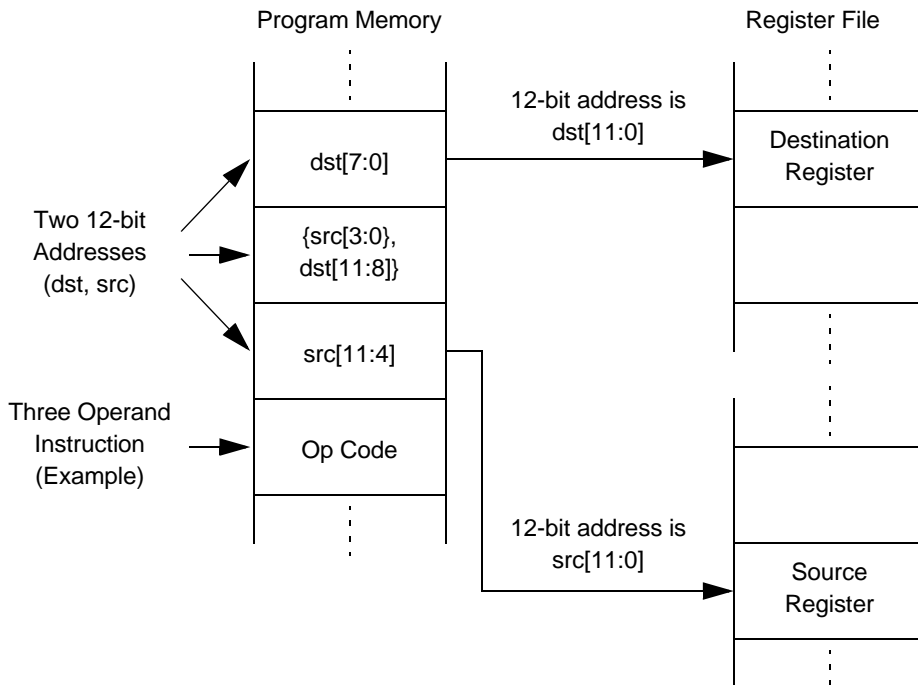 Program Memory
Register File
12-bit address is
dst[11:0]
dst[7:0]
Destination
Register
Two 12-bit
Addresses
(dst, src)
{src[3:0},
dst[11:8]}
src[11:4]
Three Operand
Instruction
(Example)
Op Code
12-bit address is
src[11:0]
Source
Register